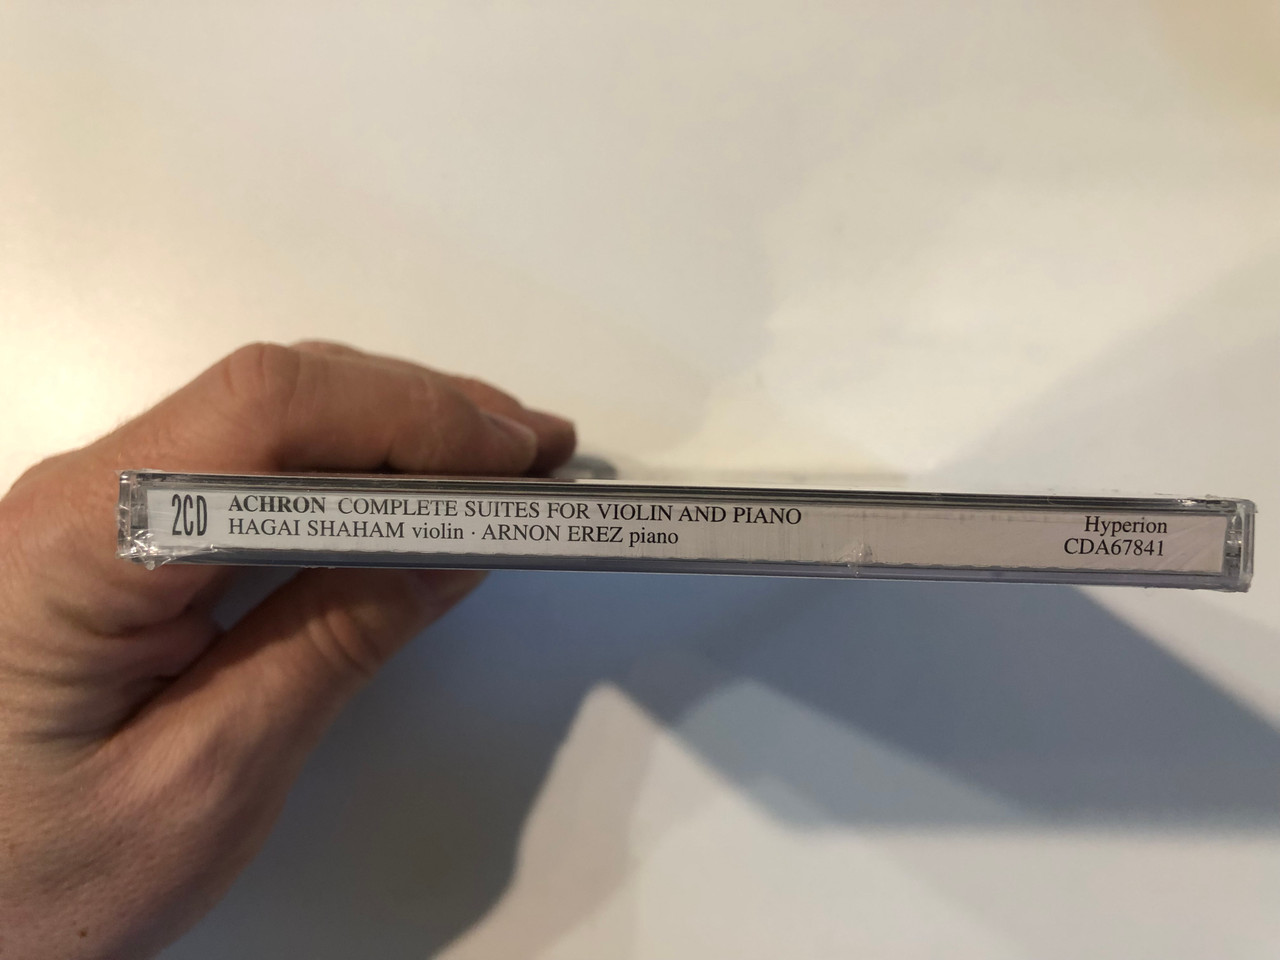 2CD
ACHRON COMPLETE SUITES FOR VIOLIN AND PIANO
HAGAI SHAHAM violin · ARNON EREZ piano
Hyperion
CDA67841